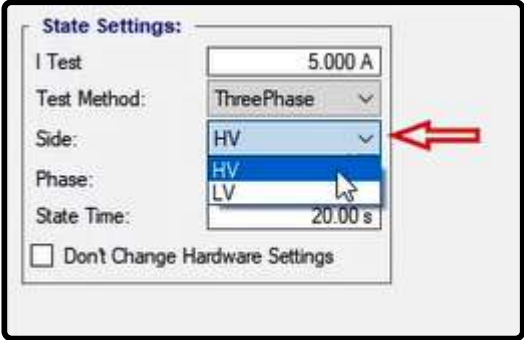 State Settings:
I Test 5.000 A
Test Method: ThreePhase
Side: HV
HV
Phase:
LV
State Time: 20.00 s
Don't Change Hardware Settings